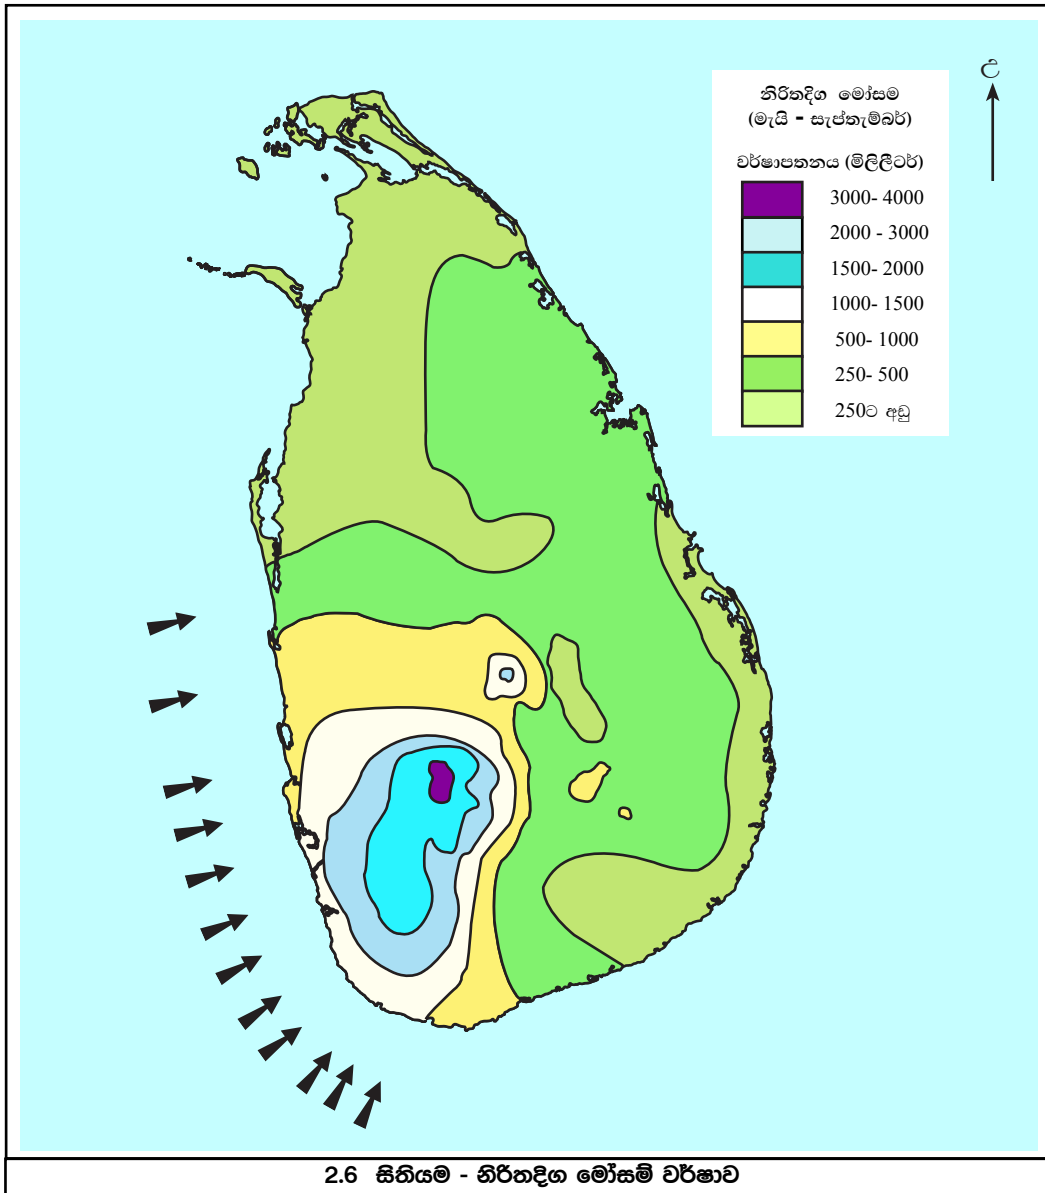 උ
නිරිතදිග මෝසම
(මැයි - සැප්තැම්බර්)
වර්ෂාපතනය (මිලිලීටර්)
3000- 4000
2000 - 3000
1500- 2000
1000- 1500
500- 1000
250- 500
250ට අඩු
2.6 සිතියම - නිරිතදිග මෝසම් වර්ෂාව